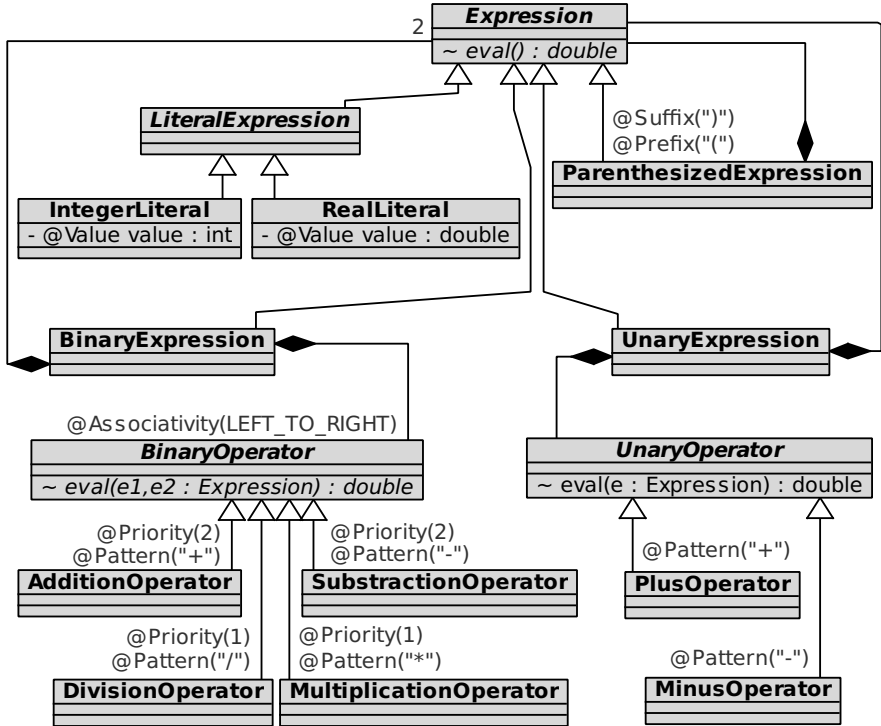 Expression
2
~ eval() : double
LiteralExpression
@Suffix(")")
@Prefix("(")
ParenthesizedExpression
IntegerLiteral
- @Value value : int
RealLiteral
- @Value value : double
BinaryExpression
UnaryExpression
@Associativity(LEFT_TO_RIGHT)
BinaryOperator
~ eval(e1,e2 : Expression) : double
UnaryOperator
~ eval(e : Expression) : double
@Priority(2)
@Pattern("+")
AdditionOperator
@Priority(2)
@Pattern("-")
SubstractionOperator
@Pattern("+")
PlusOperator
@Priority(1)
@Pattern("/")
DivisionOperator
@Priority(1)
@Pattern("*")
MultiplicationOperator
@Pattern("-")
MinusOperator